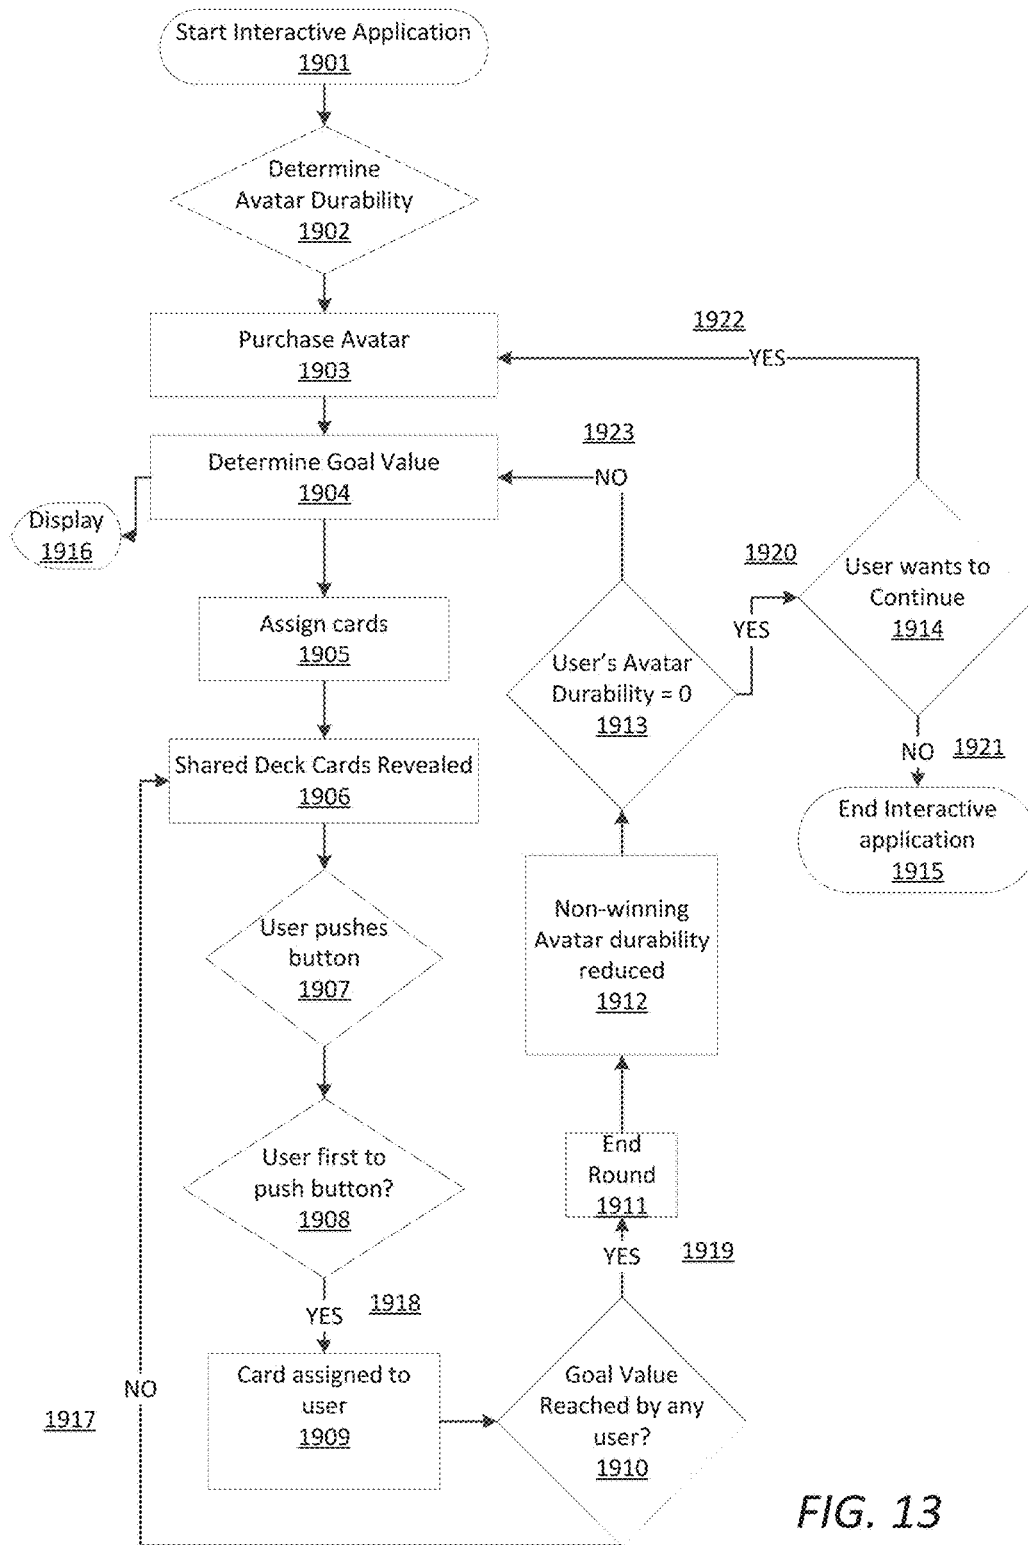 Start Interactive Application
1901
Determine
Avatar Durability
1902
Purchase Avatar
1903
1922
YES
1923
NO
Determine Goal Value
1904
Display
1916
1920
User wants to
Continue
1914
YES
Assign cards
1905
User's Avatar
Durability = 0
1913
NO
1921
Shared Deck Cards Revealed
1906
End Interactive
application
1915
User pushes
button
1907
Non-winning
Avatar durability
reduced
1912
User first to
push button?
1908
End
Round
1911
YES
1919
YES
1918
Card assigned to
user
1909
Goal Value
Reached by any
user?
1910
NO
1917
FIG. 13